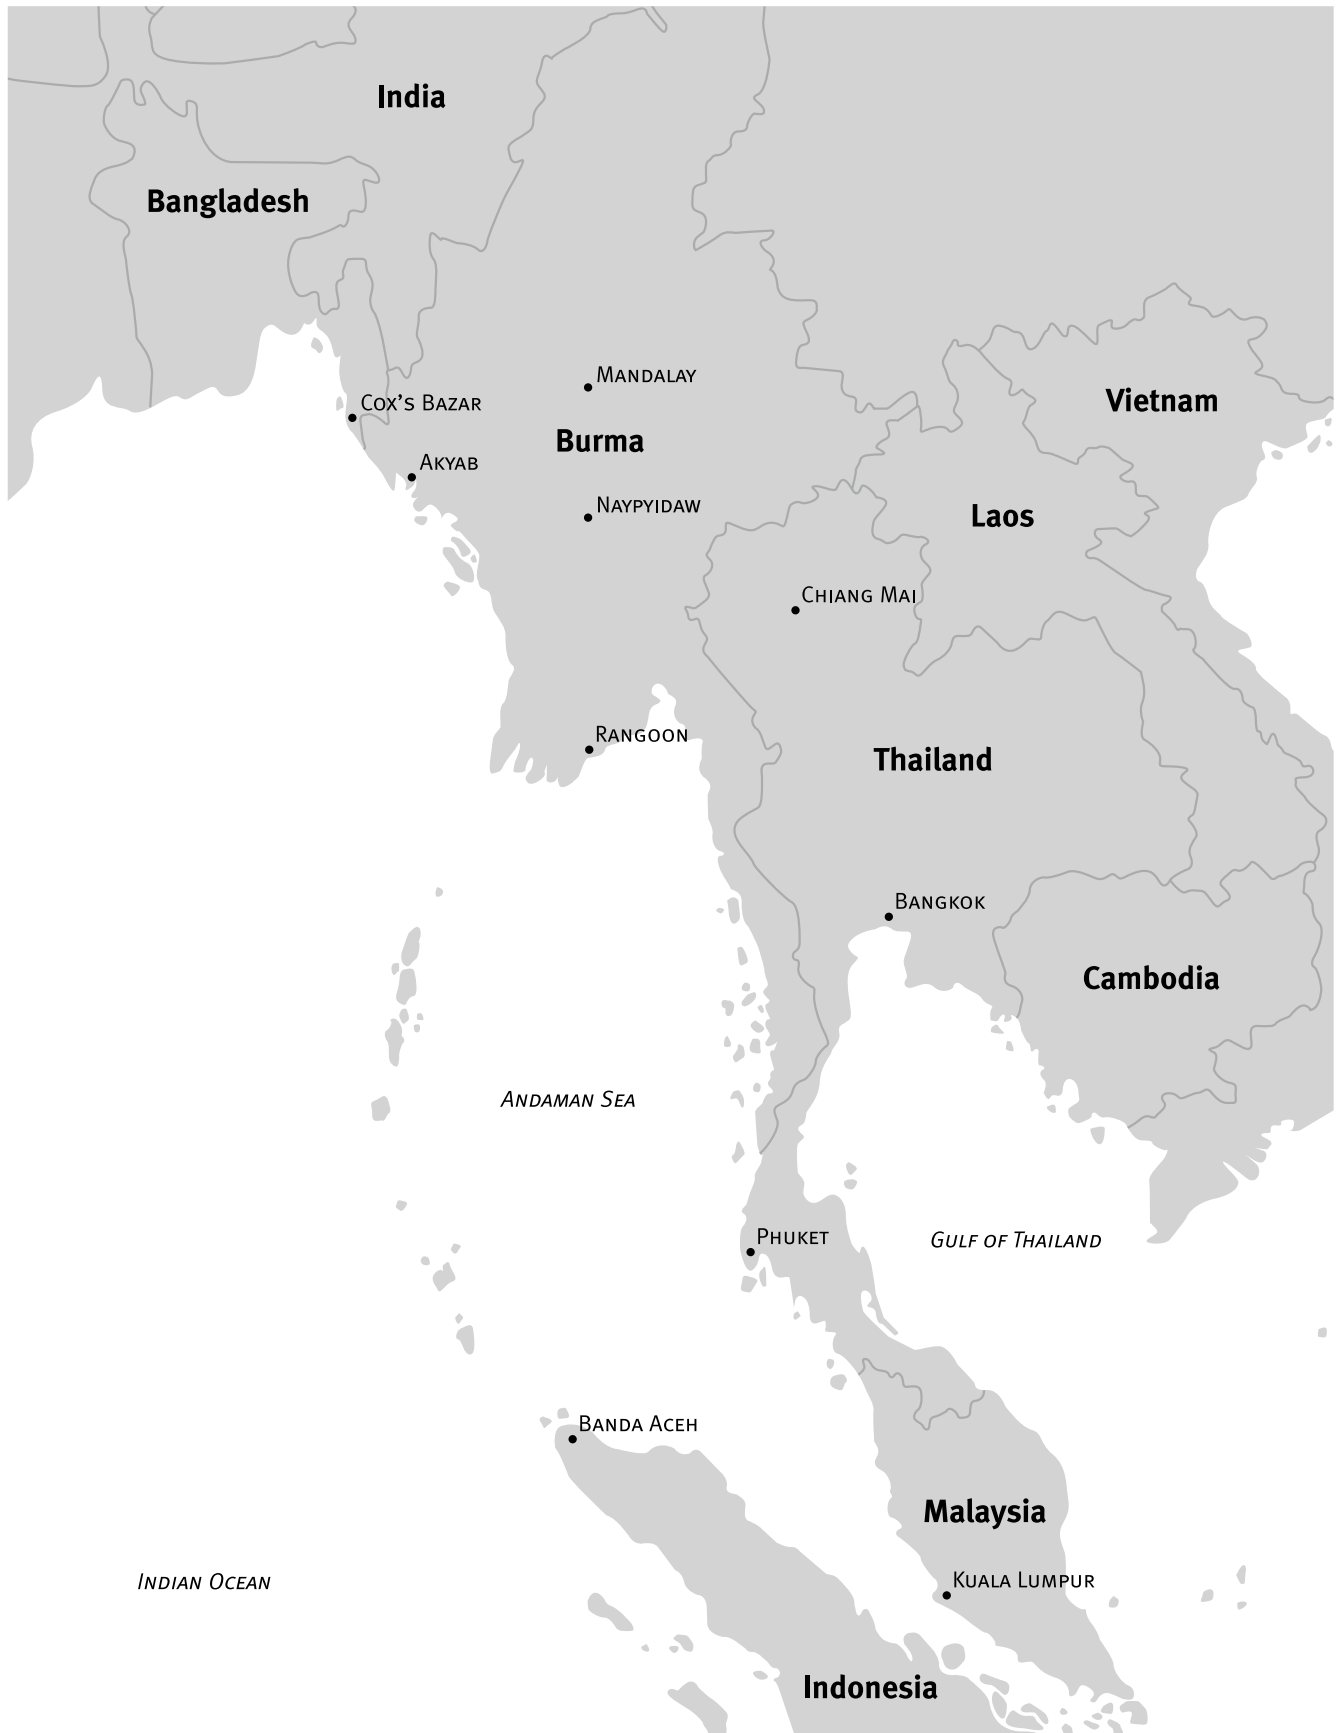 India
Bangladesh
Mandalay
Vietnam
Cox's Bazar
Burma
Akyab
Naypyidaw
Laos
Chiang Mai
Rangoon
Thailand
Bangkok
Cambodia
Andaman Sea
Phuket
Gulf of Thailand
Banda Aceh
Malaysia
Kuala Lumpur
Indian Ocean
Indonesia